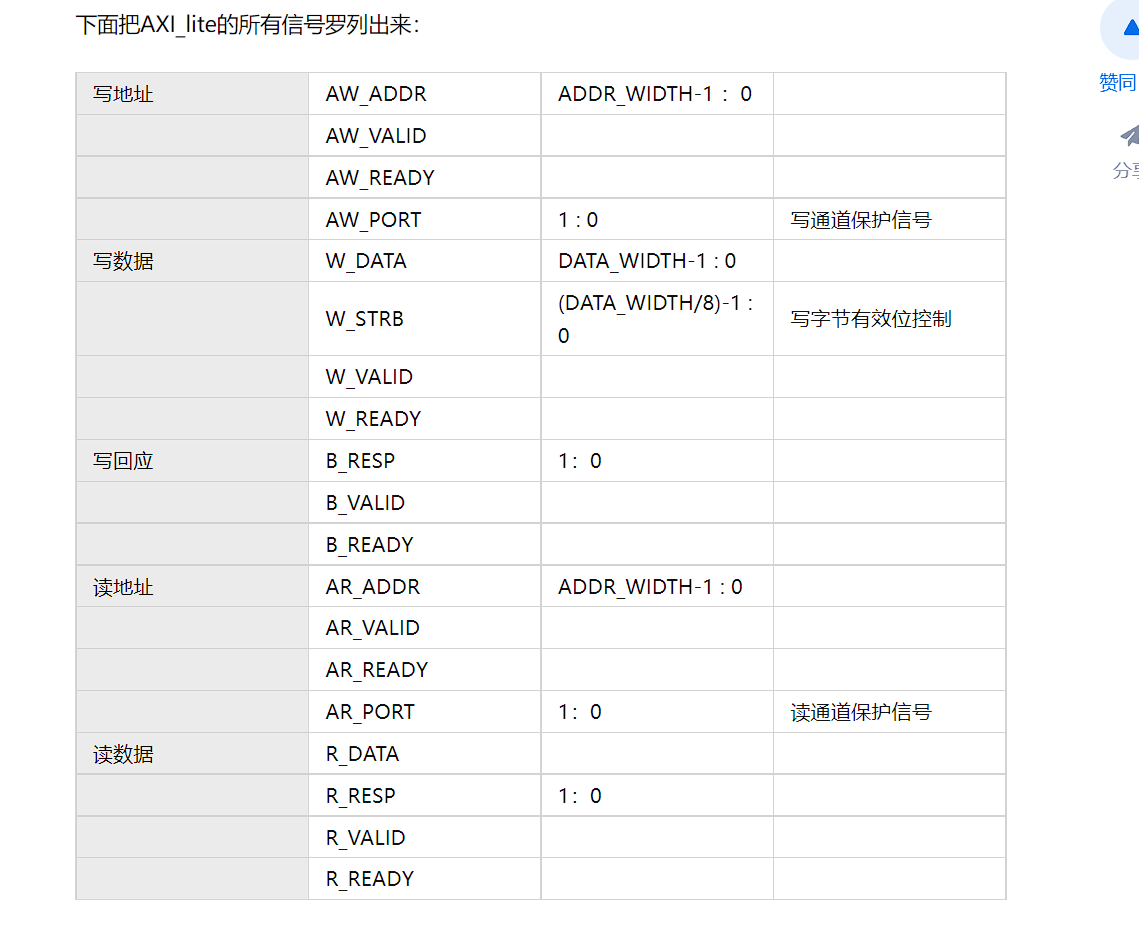 下面把AXI_lite的所有信号罗列出来：
赞同
写地址 AW_ADDR ADDR_WIDTH-1： 0
AW_VALID
AW_READY
AW_PORT 1 : 0 写通道保护信号
写数据 W_DATA DATA_WIDTH-1 : 0
W_STRB (DATA_WIDTH/8)-1 : 写字节有效位控制
0
W_VALID
W_READY
写回应 B_RESP 1：0
B_VALID
B_READY
读地址 AR_ADDR ADDR_WIDTH-1 : 0
AR_VALID
AR_READY
AR_PORT 1：0 读通道保护信号
读数据 R_DATA
R_RESP 1：0
R_VALID
R_READY
分享